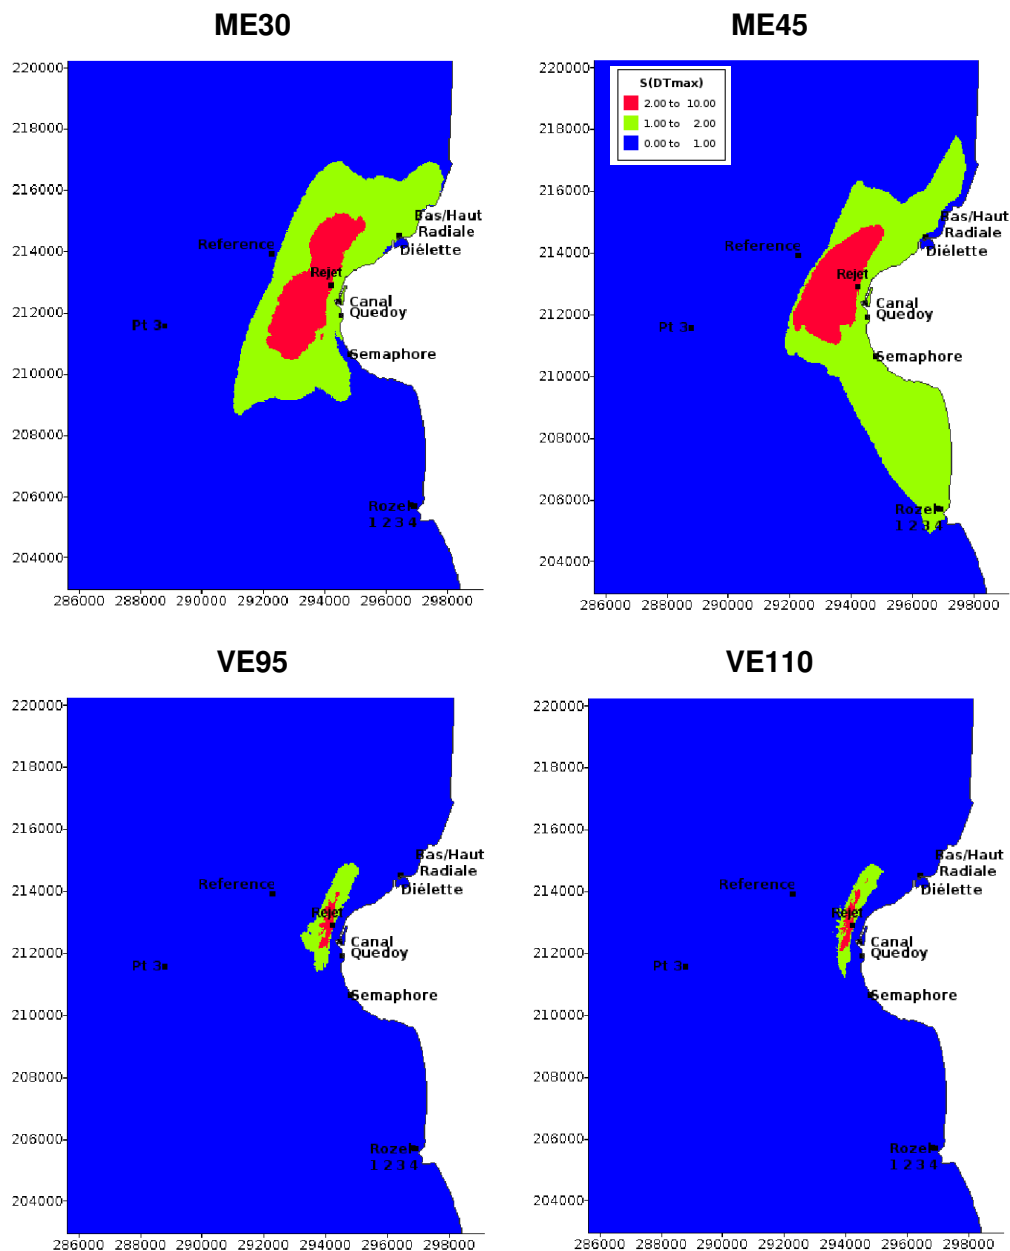 ME30
ME45
220000
218000
216000
214000
212000
210000
208000
206000
204000
286000 288000 290000 292000 294000 296000 298000
Bas/Haut
Radiale
Diélette
Reference
Rejet
Canal
Quedoy
Pt 3
Semaphore
Rozel
1 2 3 4
220000
218000
216000
214000
212000
210000
208000
206000
204000
286000 288000 290000 292000 294000 296000 298000
S(DTmax)
2.00 to 10.00
1.00 to 2.00
0.00 to 1.00
Bas/Haut
Radiale
Diélette
Reference
Rejet
Canal
Quedoy
Pt 3
Semaphore
Rozel
1 2 3 4
VE95
VE110
220000
218000
216000
214000
212000
210000
208000
206000
204000
286000 288000 290000 292000 294000 296000 298000
Bas/Haut
Radiale
Diélette
Reference
Rejet
Canal
Quedoy
Pt 3
Semaphore
Rozel
1 2 3 4
220000
218000
216000
214000
212000
210000
208000
206000
204000
286000 288000 290000 292000 294000 296000 298000
Bas/Haut
Radiale
Diélette
Reference
Rejet
Canal
Quedoy
Pt 3
Semaphore
Rozel
1 2 3 4